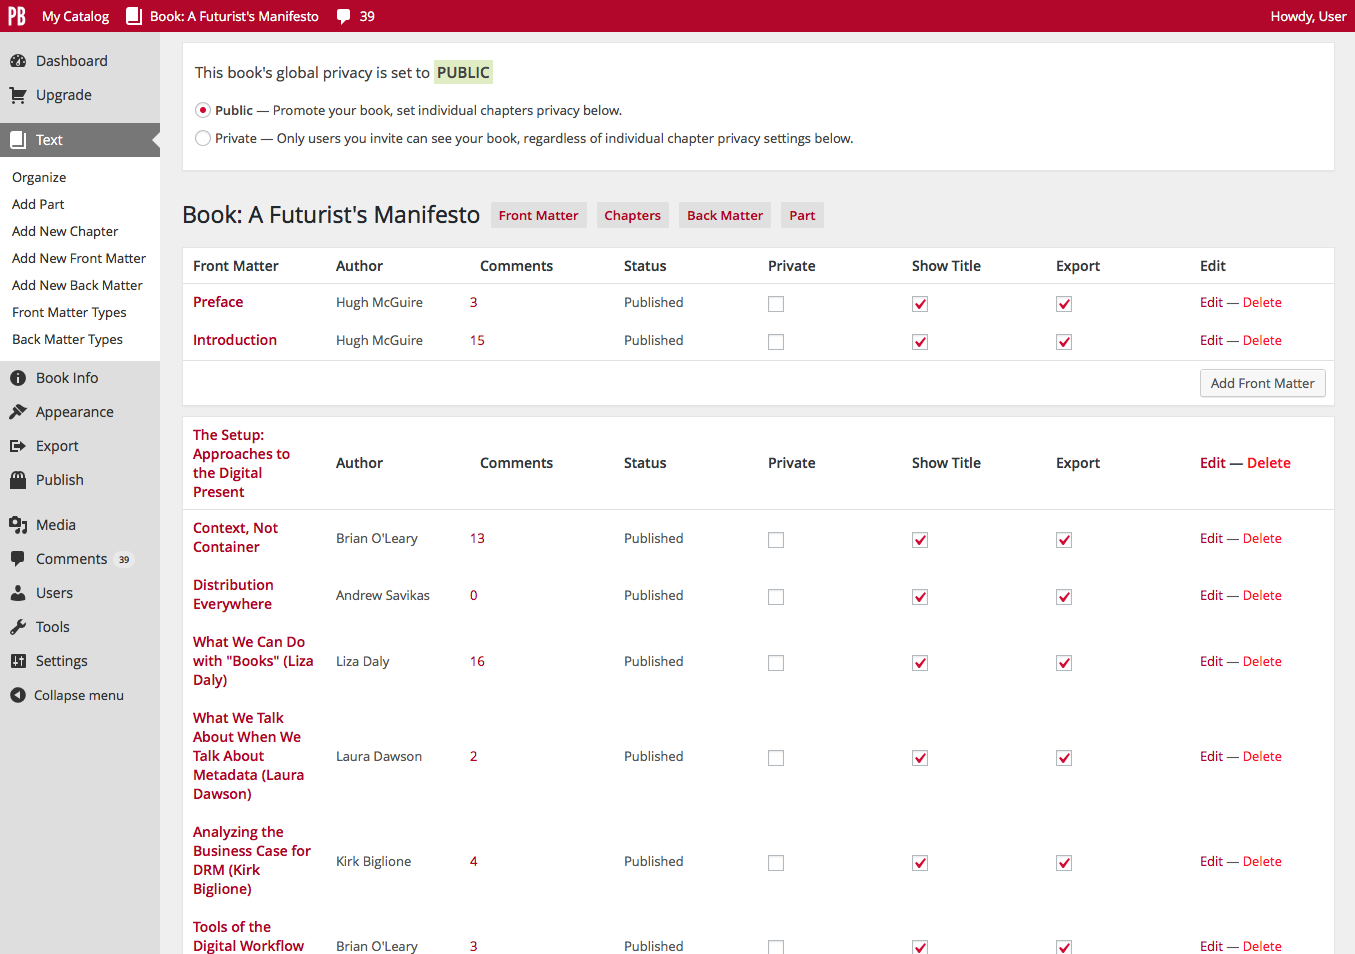 PB My Catalog Book: A Futurist's Manifesto 39 Howdy, User
Dashboard
Upgrade
Text
Organize
Add Part
Add New Chapter
Add New Front Matter
Add New Back Matter
Front Matter Types
Back Matter Types
Book Info
Appearance
Export
Publish
Media
Comments 39
Users
Tools
Settings
Collapse menu
This book's global privacy is set to PUBLIC
Public — Promote your book, set individual chapters privacy below.
Private — Only users you invite can see your book, regardless of individual chapter privacy settings below.
Book: A Futurist's Manifesto Front Matter Chapters Back Matter Part
Front Matter Author Comments Status Private Show Title Export Edit
Preface Hugh McGuire 3 Published Edit — Delete
Introduction Hugh McGuire 15 Published Edit — Delete
Add Front Matter
The Setup:
Approaches to
the Digital
Present
Author Comments Status Private Show Title Export Edit — Delete
Context, Not
Container
Brian O'Leary 13 Published Edit — Delete
Distribution
Everywhere
Andrew Savikas 0 Published Edit — Delete
What We Can Do
with "Books" (Liza
Daly)
Liza Daly 16 Published Edit — Delete
What We Talk
About When We
Talk About
Metadata (Laura
Dawson)
Laura Dawson 2 Published Edit — Delete
Analyzing the
Business Case for
DRM (Kirk
Biglione)
Kirk Biglione 4 Published Edit — Delete
Tools of the
Digital Workflow
Brian O'Leary 3 Published Edit — Delete